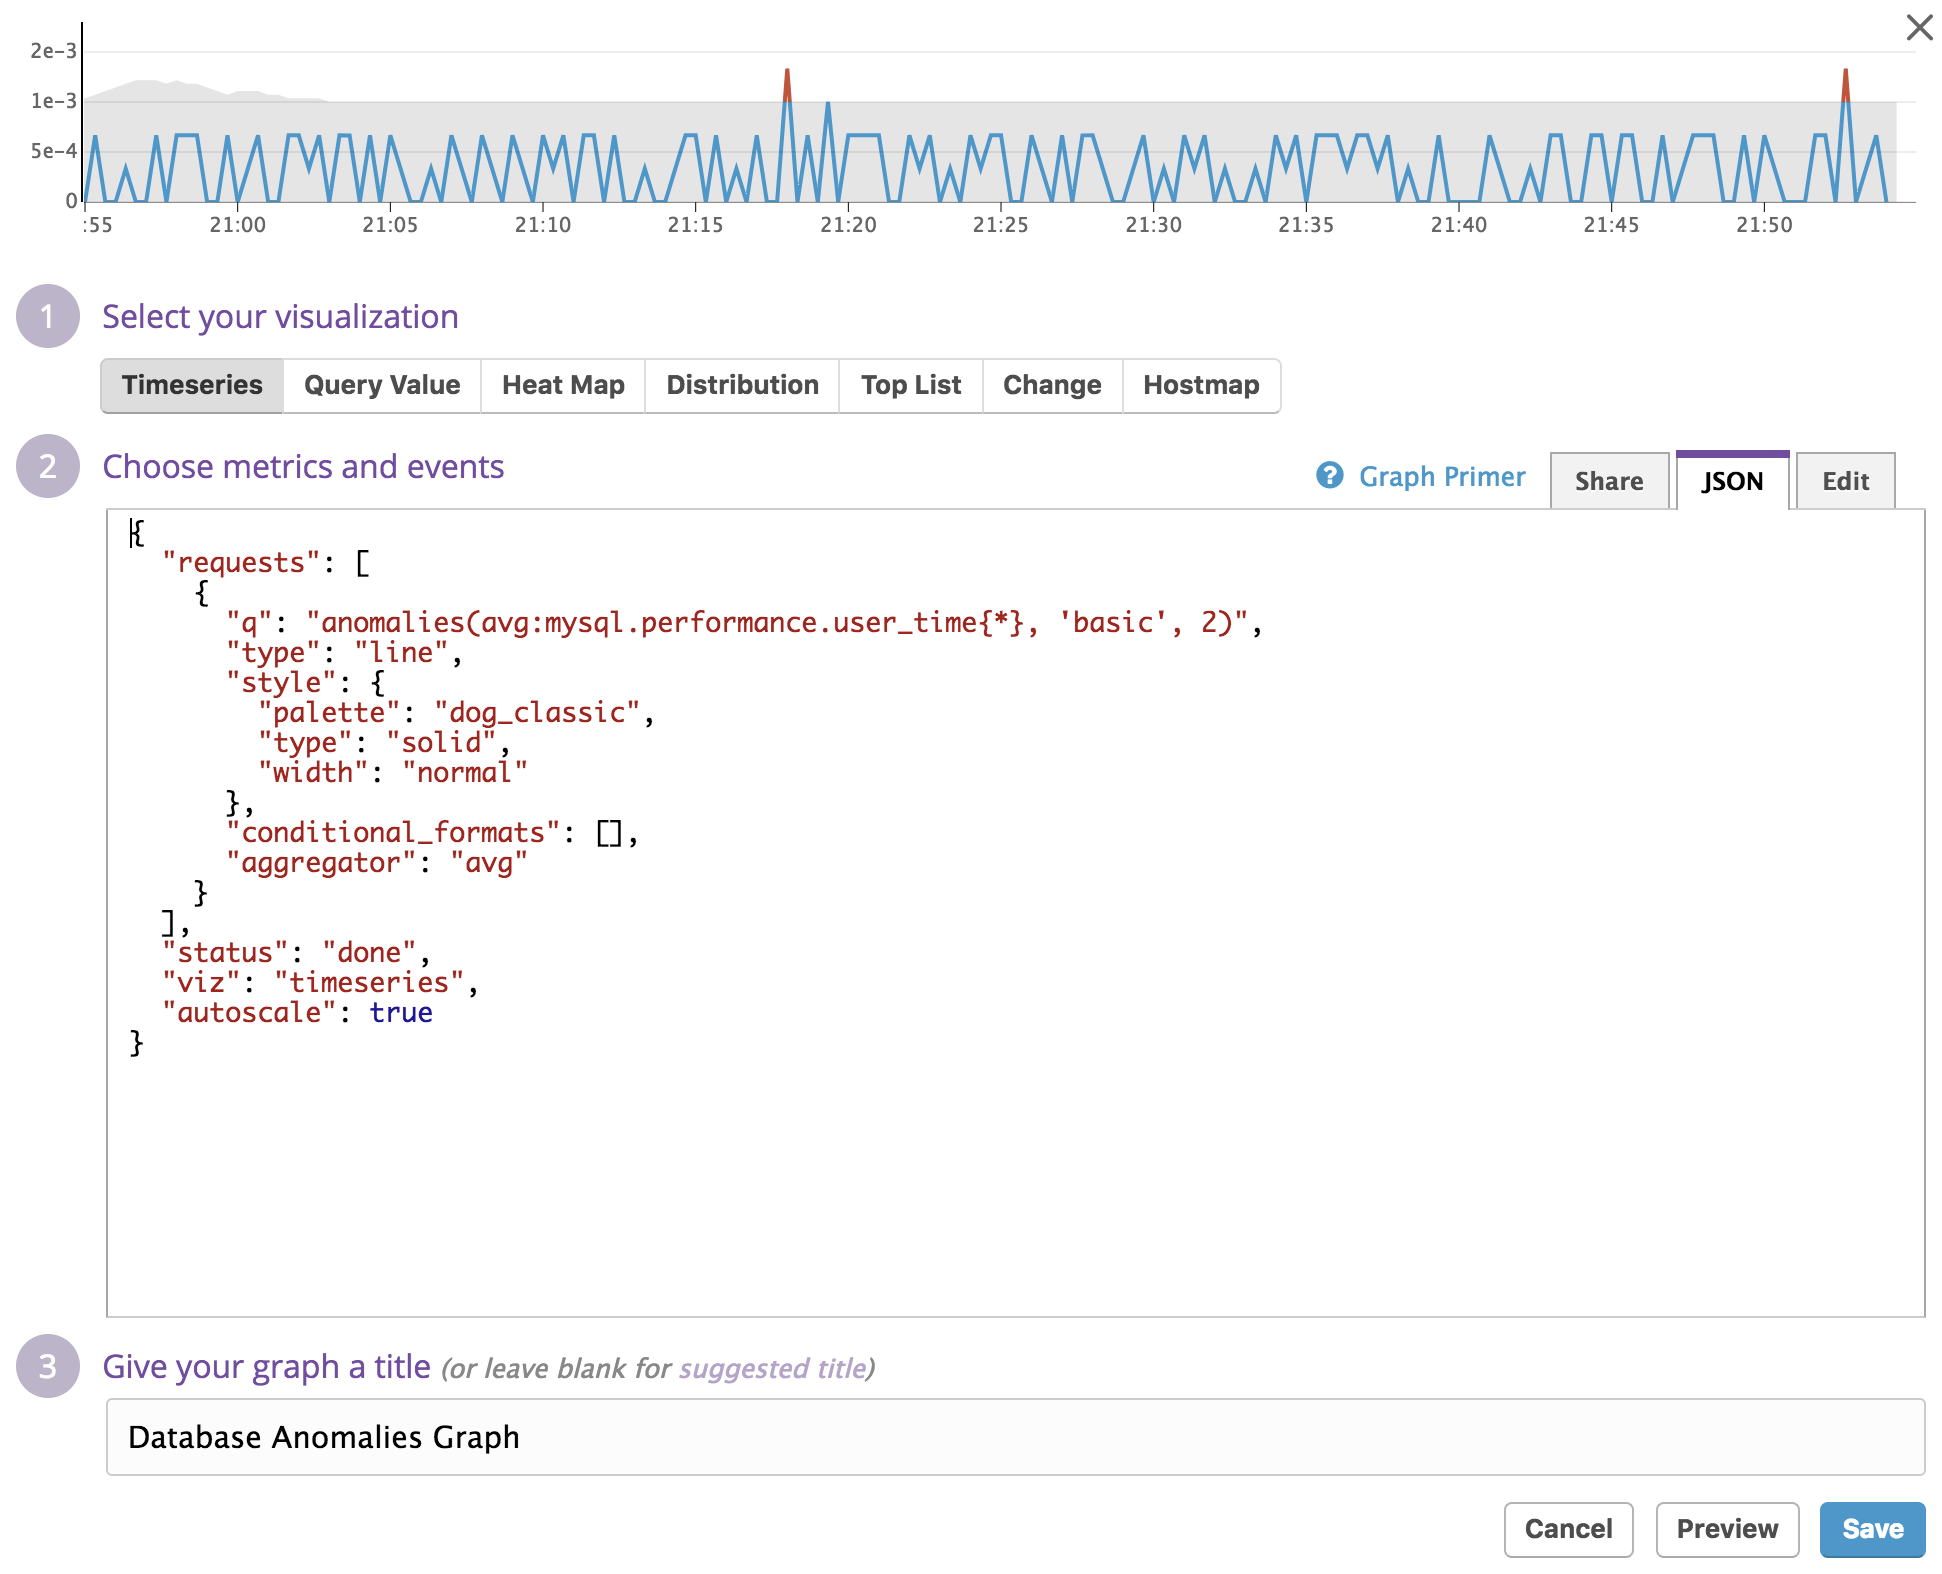 2e-3
1e-3
5e-4
0
:55 21:00 21:05 21:10 21:15 21:20 21:25 21:30 21:35 21:40 21:45 21:50
1 Select your visualization
Timeseries Query Value Heat Map Distribution Top List Change Hostmap
2 Choose metrics and events
? Graph Primer Share JSON Edit
{
  "requests": [
    {
      "q": "anomalies(avg:mysql.performance.user_time{*}, 'basic', 2)",
      "type": "line",
      "style": {
        "palette": "dog_classic",
        "type": "solid",
        "width": "normal"
      },
      "conditional_formats": [],
      "aggregator": "avg"
    }
  ],
  "status": "done",
  "viz": "timeseries",
  "autoscale": true
}
3 Give your graph a title (or leave blank for suggested title)
Database Anomalies Graph
Cancel Preview Save